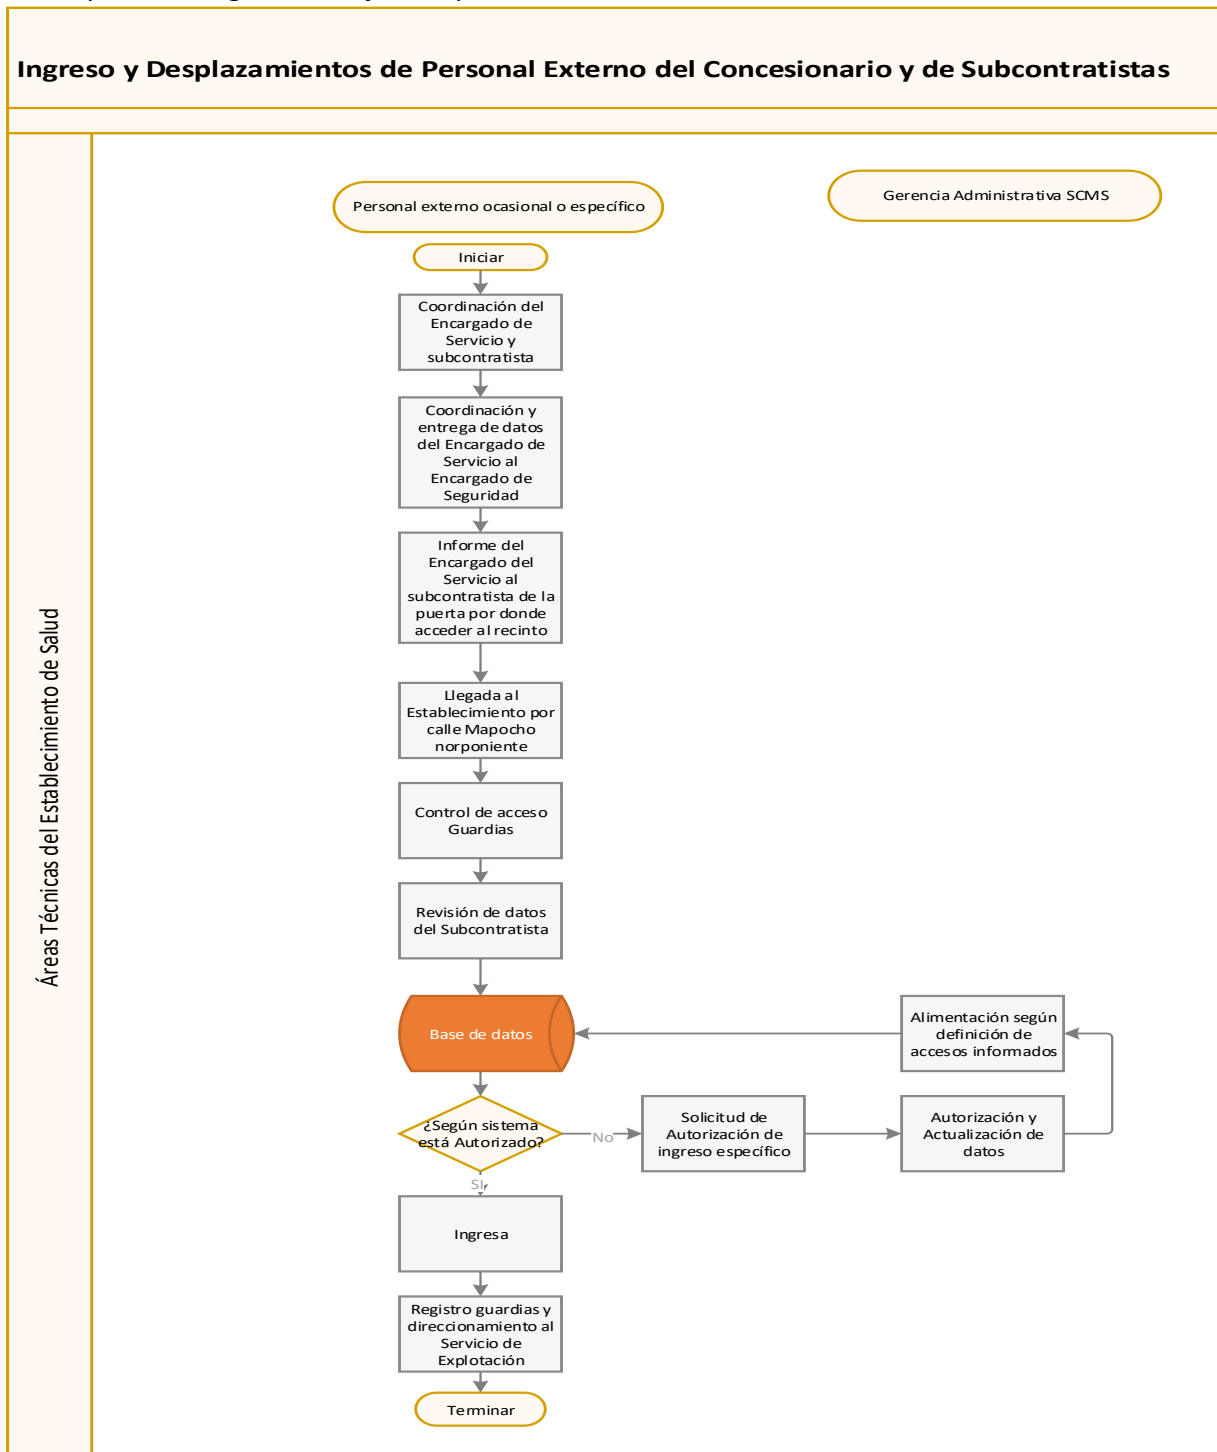 Ingreso y Desplazamientos de Personal Externo del Concesionario y de Subcontratistas
Áreas Técnicas del Establecimiento de Salud
Personal externo ocasional o específico
Gerencia Administrativa SCMS
Iniciar
Coordinación del
Encargado de
Servicio y
subcontratista
Coordinación y
entrega de datos
del Encargado de
Servicio al
Encargado de
Seguridad
Informe del
Encargado del
Servicio al
subcontratista de la
puerta por donde
acceder al recinto
Llegada al
Establecimiento por
calle Mapocho
norponiente
Control de acceso
Guardias
Revisión de datos
del Subcontratista
Base de datos
Alimentación según
definición de
accesos informados
¿Según sistema
está Autorizado?
No
Solicitud de
Autorización de
ingreso específico
Autorización y
Actualización de
datos
SI
Ingresa
Registro guardias y
direccionamiento al
Servicio de
Explotación
Terminar